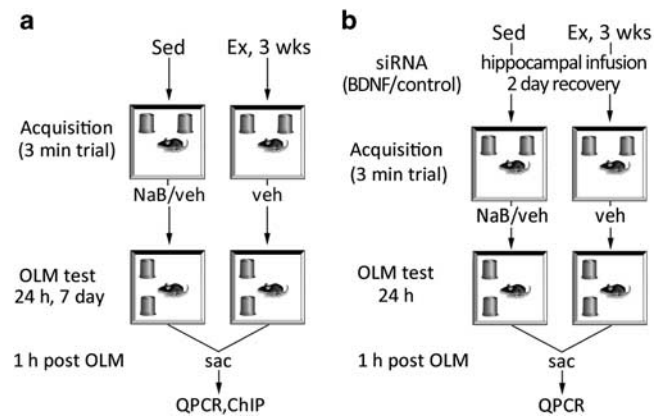 a
Sed Ex, 3 wks
Acquisition
(3 min trial)
NaB/veh veh
OLM test
24 h, 7 day
1 h post OLM sac
QPCR,ChIP
b
Sed Ex, 3 wks
siRNA hippocampal infusion
(BDNF/control) 2 day recovery
Acquisition
(3 min trial)
NaB/veh veh
OLM test
24 h
1 h post OLM sac
QPCR